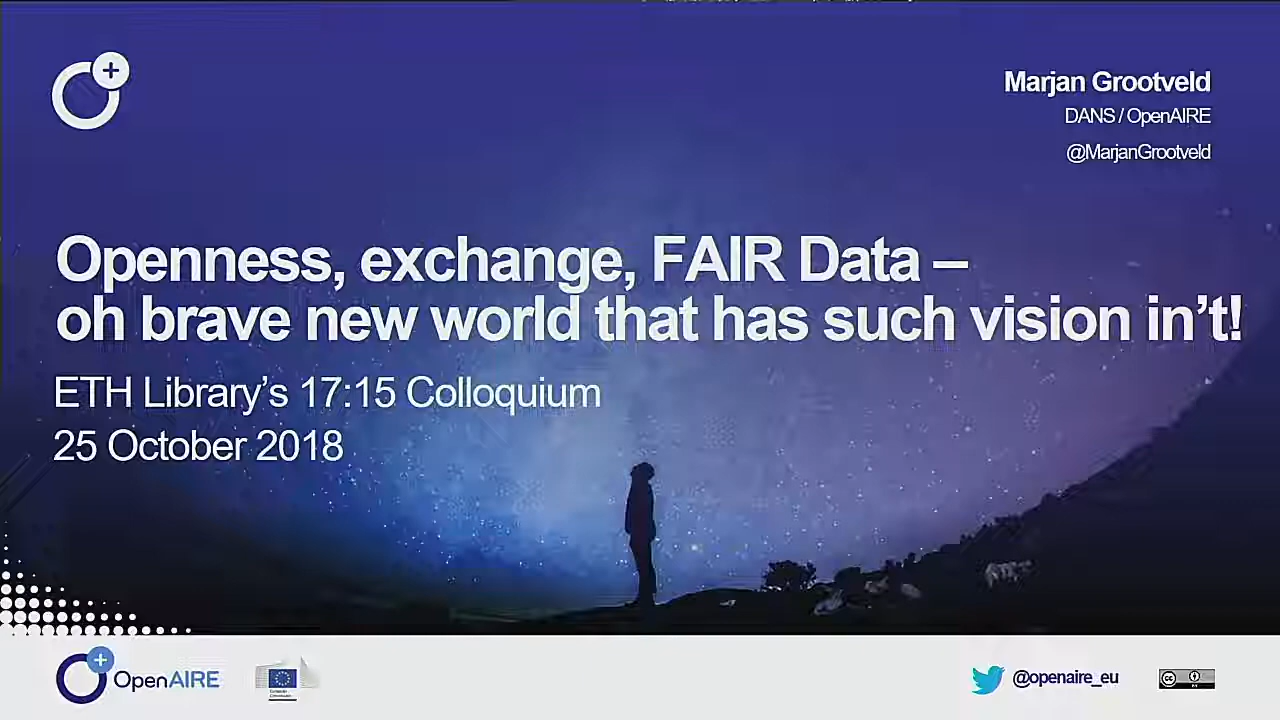 Marjan Grootveld
DANS / OpenAIRE
@MarjanGrootveld
Openness, exchange, FAIR Data –
oh brave new world that has such vision in’t!
ETH Library’s 17:15 Colloquium
25 October 2018
OpenAIRE
@openaire_eu